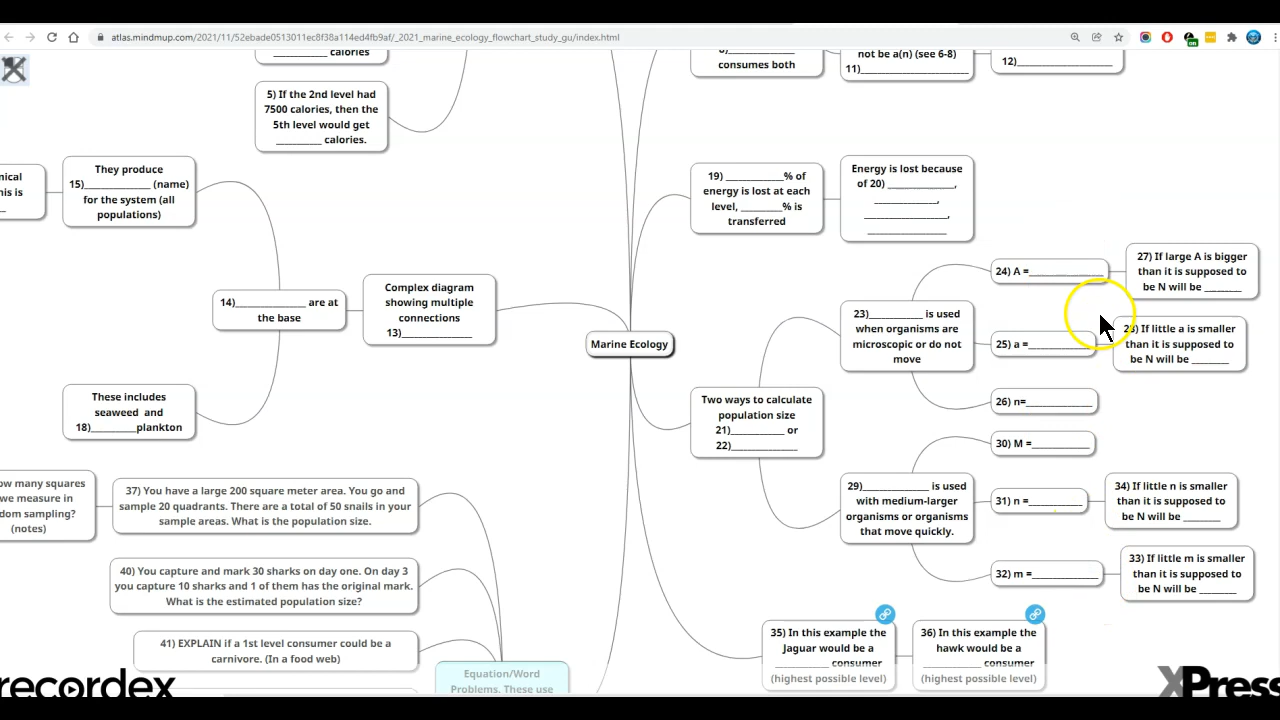 atlas.mindmup.com/2021/11/52ebade0513011ec8f38a114ed4fb9af/_2021_marine_ecology_flowchart_study_gu/index.html
____________ calories
consumes both
not be a(n) (see 6-8)
11)______________________
12)___________________
5) If the 2nd level had
7500 calories, then the
5th level would get
_________ calories.
They produce
15)_____________ (name)
for the system (all
populations)
14)______________ are at
the base
Complex diagram
showing multiple
connections
13)______________
These includes
seaweed and
18)_________plankton
Marine Ecology
19) ___________% of
energy is lost at each
level, ________% is
transferred
Energy is lost because
of 20) _____________,
_____________,
_________________,
________________
Two ways to calculate
population size
21)___________ or
22)_____________
23)___________ is used
when organisms are
microscopic or do not
move
24) A =_______________
25) a =_____________
26) n=_____________
27) If large A is bigger
than it is supposed to
be N will be _______
28) If little a is smaller
than it is supposed to
be N will be _______
29)_____________ is used
with medium-larger
organisms or organisms
that move quickly.
30) M =___________
31) n =___________
32) m =_____________
34) If little n is smaller
than it is supposed to
be N will be _______
33) If little m is smaller
than it is supposed to
be N will be _______
35) In this example the
Jaguar would be a
___________ consumer
(highest possible level)
36) In this example the
hawk would be a
___________ consumer
(highest possible level)
ow many squares
we measure in
sampling?
(notes)
37) You have a large 200 square meter area. You go and
sample 20 quadrants. There are a total of 50 snails in your
sample areas. What is the population size.
40) You capture and mark 30 sharks on day one. On day 3
you capture 10 sharks and 1 of them has the original mark.
What is the estimated population size?
41) EXPLAIN if a 1st level consumer could be a
carnivore. (In a food web)
Equation/Word
Problems. These use
recordex
XPress